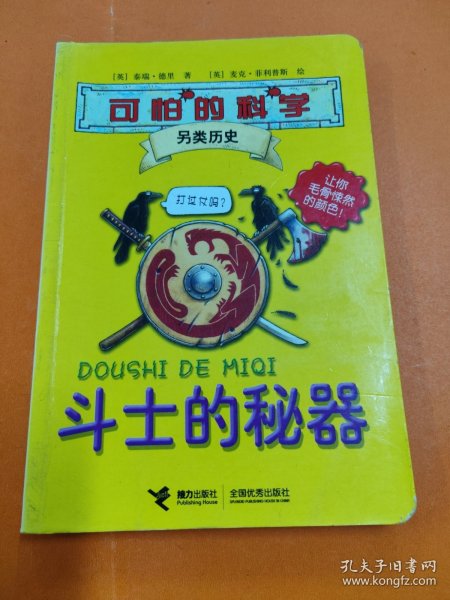 [英] 泰瑞·德里 著 [英] 麦克·菲利普斯 绘
可怕的科学
另类历史
让你
毛骨悚然
的颜色!
打过仗吗?
DOUSHI DE MIQI
斗士的秘器
接力出版社
Publishing House
全国优秀出版社
孔夫子旧书网
www.kongfz.com